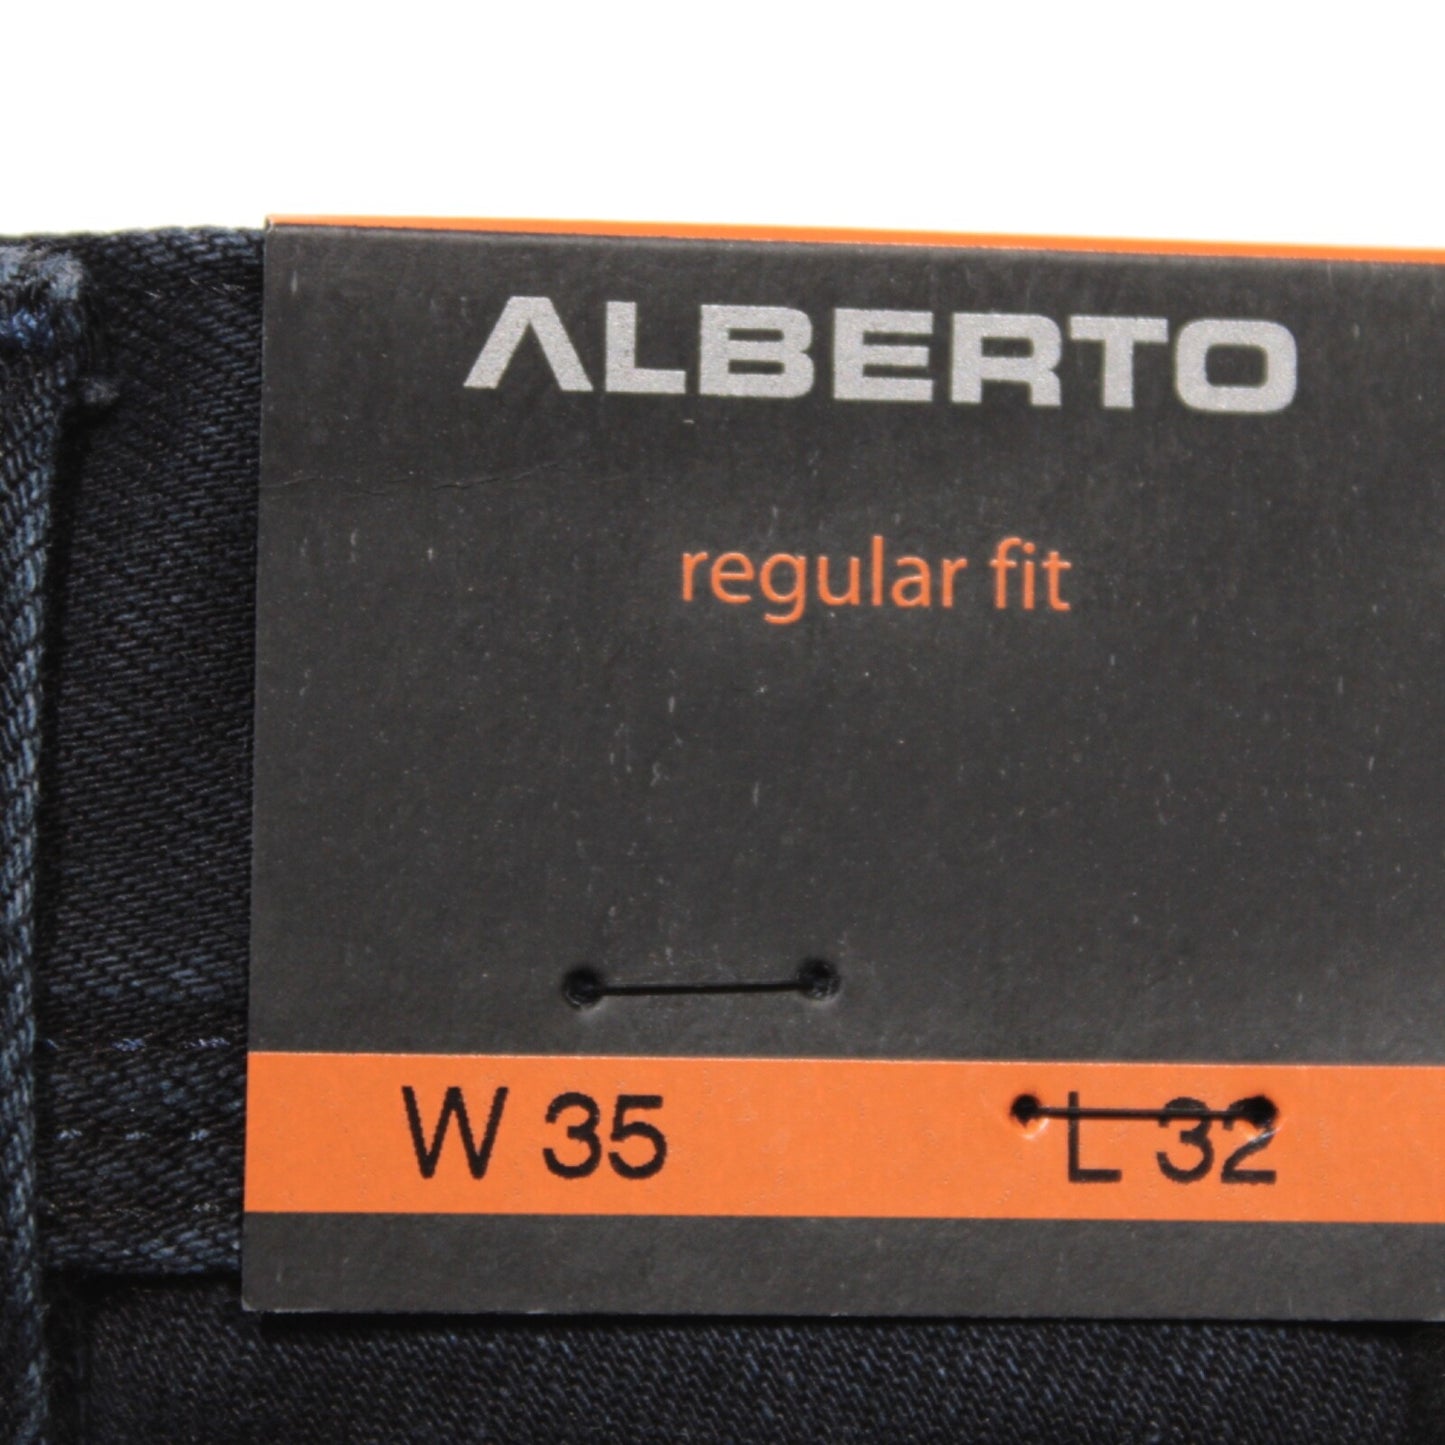 ALBERTO
regular fit
W 35 L 32